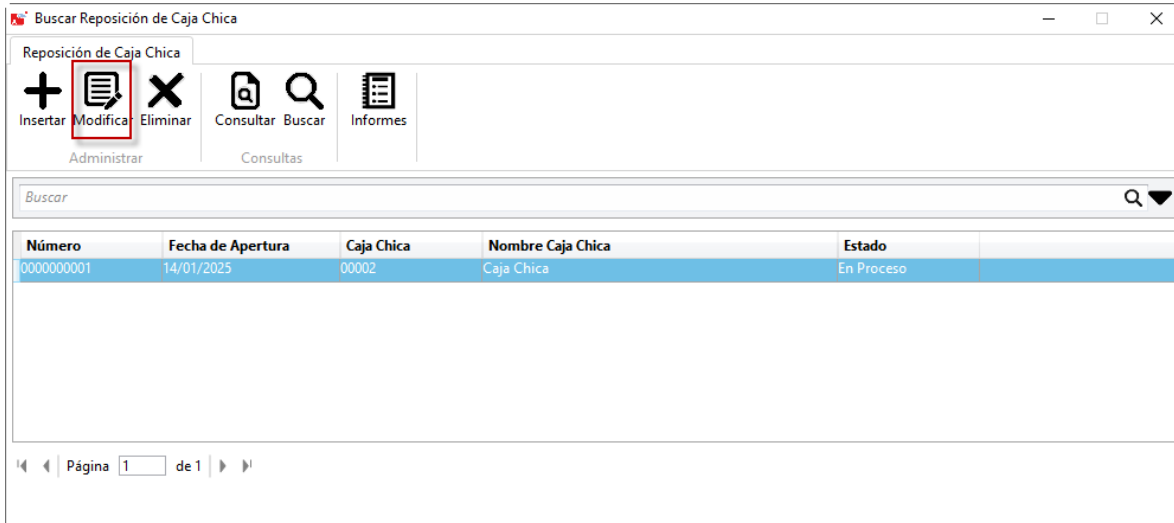 Buscar Reposición de Caja Chica
Reposición de Caja Chica
Insertar Modificar Eliminar Consultar Buscar Informes
Administrar Consultas
Buscar
Número Fecha de Apertura Caja Chica Nombre Caja Chica Estado
0000000001 14/01/2025 00002 Caja Chica En Proceso
Página 1 de 1